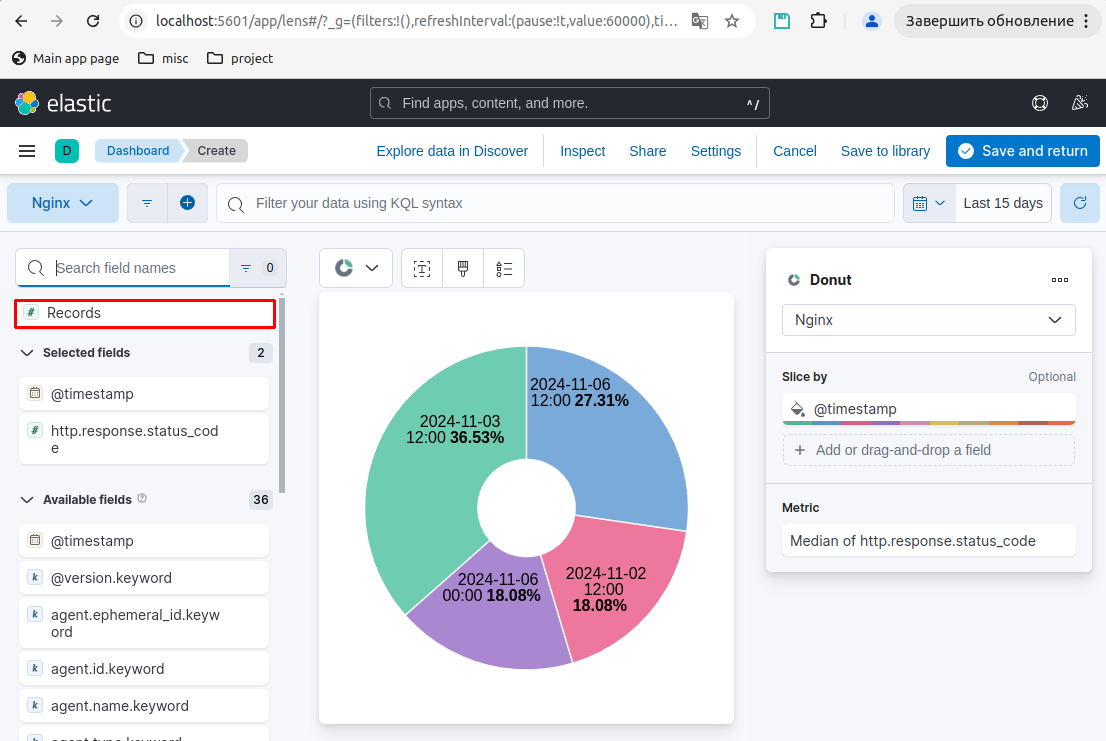 localhost:5601/app/lens#/?_g=(filters:!(),refreshInterval:(pause:!t,value:60000),ti...
Завершить обновление
Main app page
misc
project
elastic
Find apps, content, and more.
^/
D
Dashboard
Create
Explore data in Discover
Inspect
Share
Settings
Cancel
Save to library
Save and return
Nginx
Filter your data using KQL syntax
Last 15 days
Search field names
0
# Records
Selected fields
2
@timestamp
# http.response.status_cod
e
Available fields
36
@timestamp
k @version.keyword
k agent.ephemeral_id.keyw
ord
k agent.id.keyword
k agent.name.keyword
k agent.type.keyword
2024-11-06
12:00 27.31%
2024-11-03
12:00 36.53%
2024-11-06
00:00 18.08%
2024-11-02
12:00
18.08%
Donut
Nginx
Slice by
Optional
@timestamp
Add or drag-and-drop a field
Metric
Median of http.response.status_code